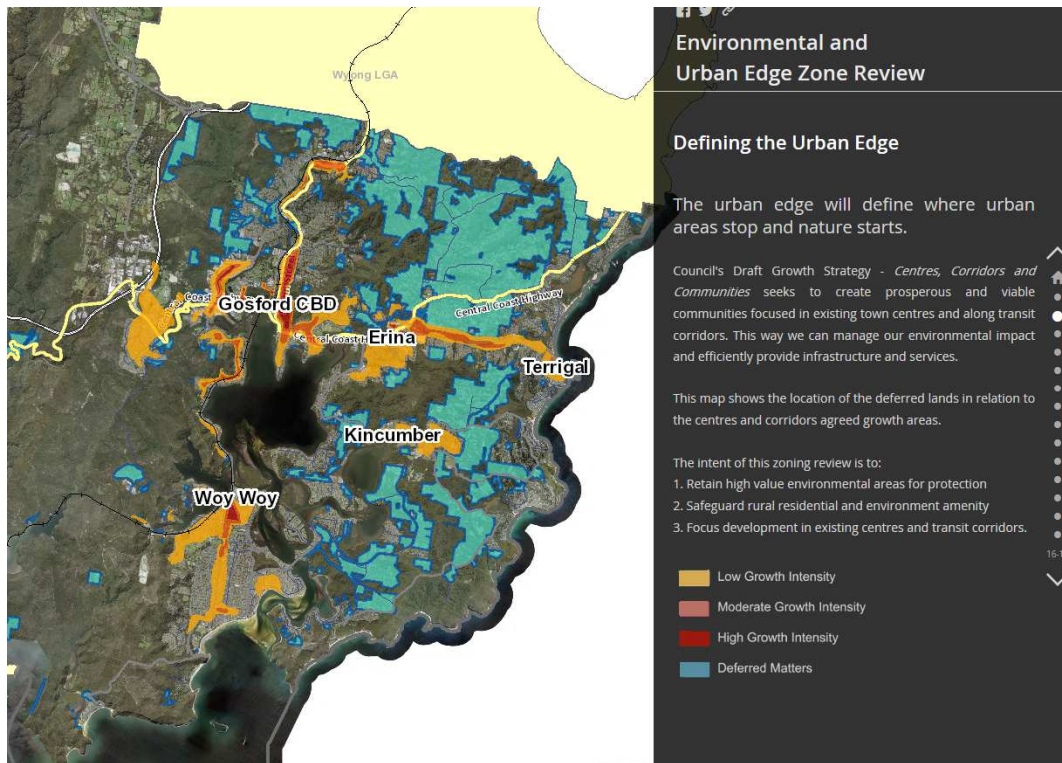 Environmental and
Urban Edge Zone Review
Defining the Urban Edge
The urban edge will define where urban
areas stop and nature starts.
Council's Draft Growth Strategy - Centres, Corridors and
Communities seeks to create prosperous and viable
communities focused in existing town centres and along transit
corridors. This way we can manage our environmental impact
and efficiently provide infrastructure and services.
This map shows the location of the deferred lands in relation to
the centres and corridors agreed growth areas.
The intent of this zoning review is to:
1. Retain high value environmental areas for protection
2. Safeguard rural residential and environment amenity
3. Focus development in existing centres and transit corridors.
Low Growth Intensity
Moderate Growth Intensity
High Growth Intensity
Deferred Matters
Wyong LGA
Gosford CBD
Central Coast Highway
Erina
Terrigal
Kincumber
Woy Woy